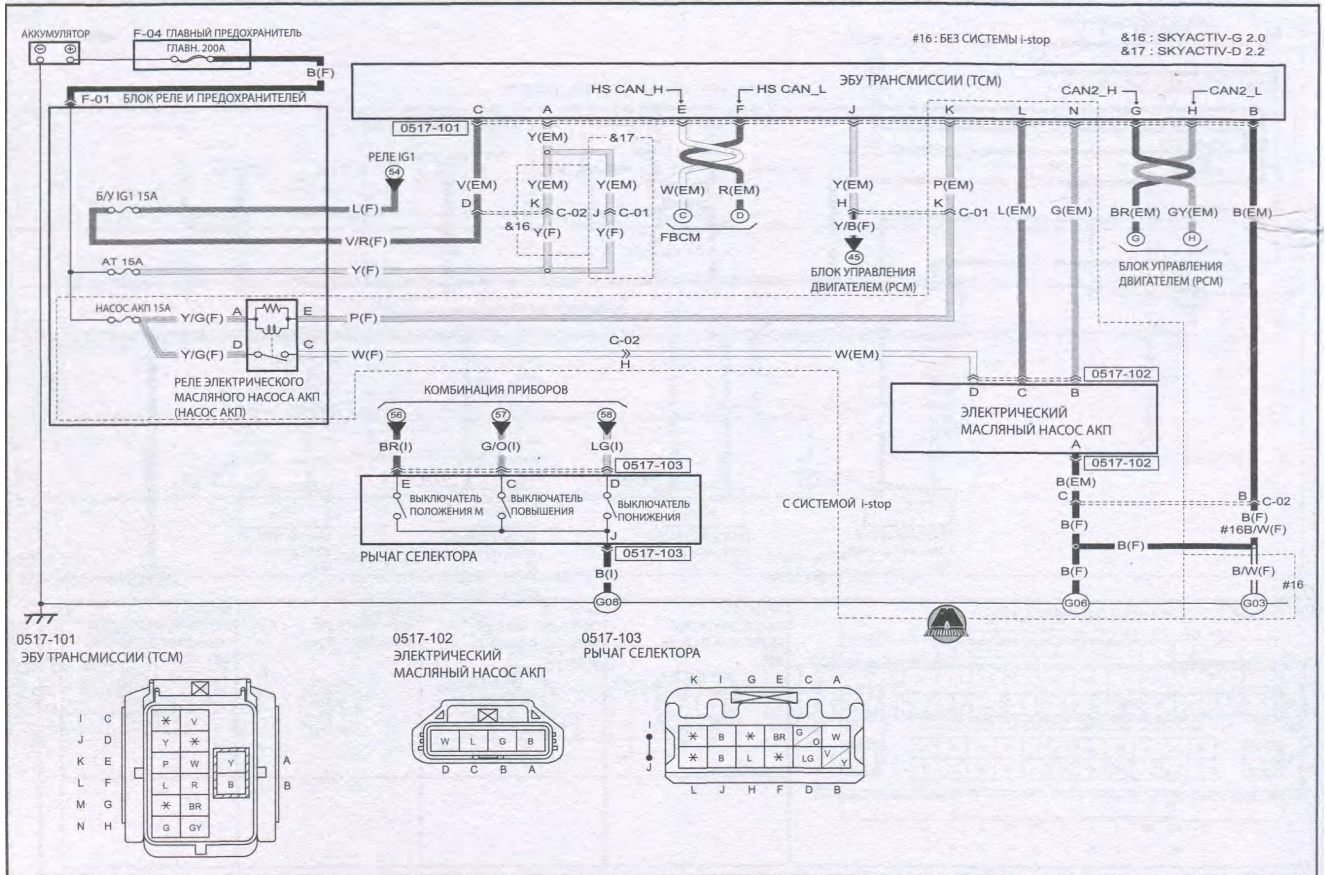 АККУМУЛЯТОР
F-04 ГЛАВНЫЙ ПРЕДОХРАНИТЕЛЬ
ГЛАВН. 200А
B(F)
#16 : БЕЗ СИСТЕМЫ i-stop
&16 : SKYACTIV-G 2.0
&17 : SKYACTIV-D 2.2
F-01 БЛОК РЕЛЕ И ПРЕДОХРАНИТЕЛЕЙ
ЭБУ ТРАНСМИССИИ (TCM)
HS CAN_H
HS CAN_L
CAN2_H
CAN2_L
C A E F J K L N G H B
0517-101
Y(EM)
&17
РЕЛЕ IG1
54
Б/У IG1 15A
L(F)
V/R(F)
V(EM)
D
Y(EM)
K
C-02
&16
Y(F)
Y(EM)
J
C-01
Y(F)
W(EM)
R(EM)
C
D
FBCM
Y(EM)
H
Y/B(F)
45
БЛОК УПРАВЛЕНИЯ
ДВИГАТЕЛЕМ (PCM)
P(EM)
K
C-01
L(EM)
G(EM)
BR(EM)
GY(EM)
G
H
БЛОК УПРАВЛЕНИЯ
ДВИГАТЕЛЕМ (PCM)
B(EM)
AT 15A
Y(F)
НАСОС АКП 15A
Y/G(F)
A
E
P(F)
Y/G(F)
D
C
W(F)
C-02
H
W(EM)
РЕЛЕ ЭЛЕКТРИЧЕСКОГО
МАСЛЯНОГО НАСОСА АКП
(НАСОС АКП)
КОМБИНАЦИЯ ПРИБОРОВ
56
57
58
BR(I)
G/O(I)
LG(I)
0517-103
E
C
D
ВЫКЛЮЧАТЕЛЬ
ПОЛОЖЕНИЯ М
ВЫКЛЮЧАТЕЛЬ
ПОВЫШЕНИЯ
ВЫКЛЮЧАТЕЛЬ
ПОНИЖЕНИЯ
J
РЫЧАГ СЕЛЕКТОРА
0517-103
B(I)
G08
0517-102
D C B
ЭЛЕКТРИЧЕСКИЙ
МАСЛЯНЫЙ НАСОС АКП
A
0517-102
B(EM)
C
B
C-02
С СИСТЕМОЙ i-stop
B(F)
B(F)
#16B/W(F)
B(F)
B(F)
B/W(F)
#16
G06
G03
0517-101
ЭБУ ТРАНСМИССИИ (TCM)
0517-102
ЭЛЕКТРИЧЕСКИЙ
МАСЛЯНЫЙ НАСОС АКП
0517-103
РЫЧАГ СЕЛЕКТОРА
I C
J D
K E
L F
M G
N H
A
B
* V
Y *
P W
L R
* BR
G GY
Y
B
W L G B
D C B A
K I G E C A
I
J
* B * BR G/O W
* B L * LG V/Y
L J H F D B